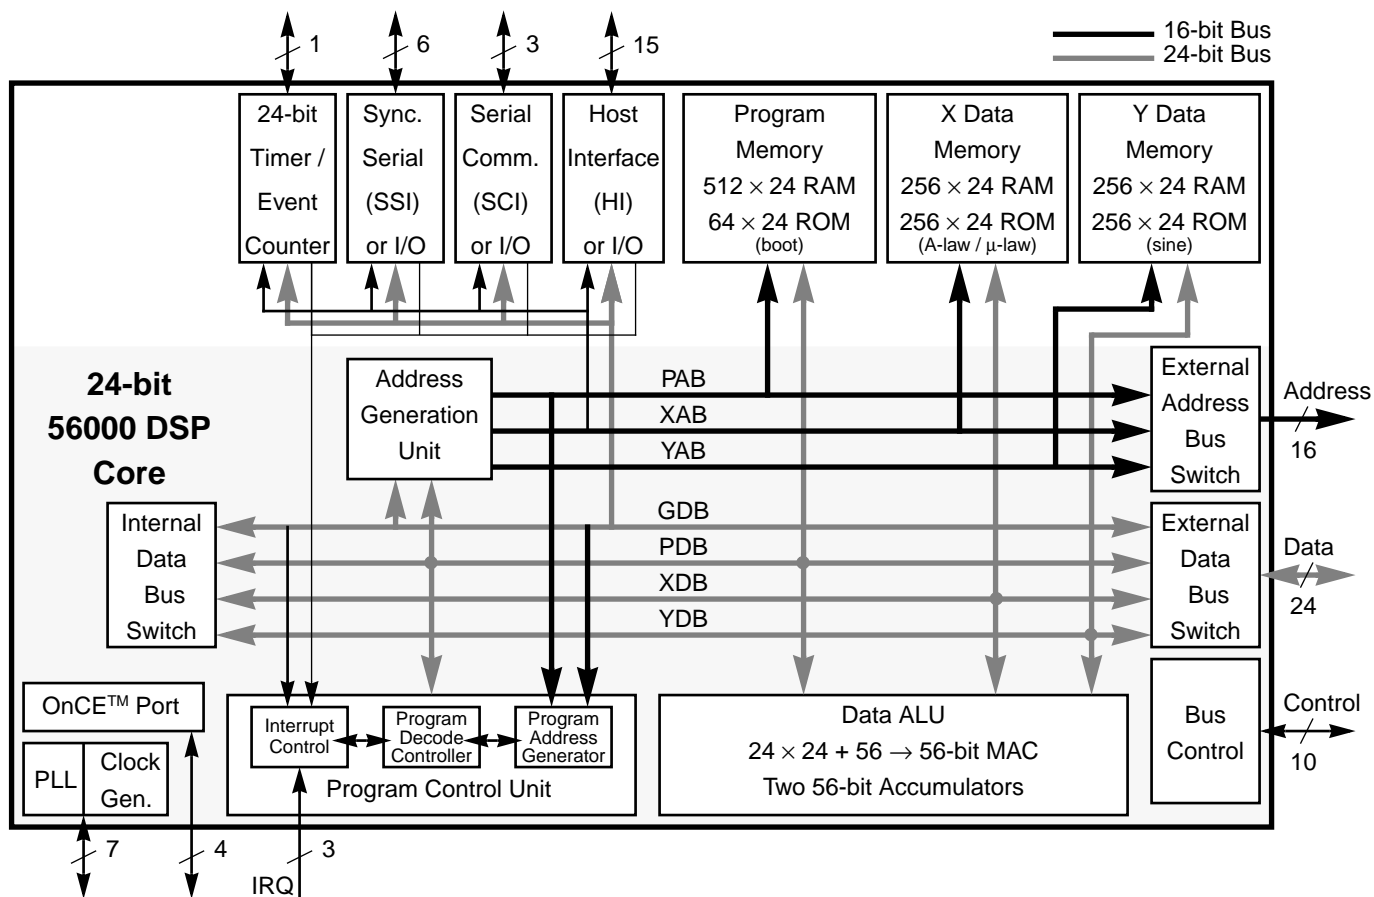 1
6
3
15
16-bit Bus
24-bit Bus
24-bit
Timer /
Event
Counter
Sync.
Serial
(SSI)
or I/O
Serial
Comm.
(SCI)
or I/O
Host
Interface
(HI)
or I/O
Program
Memory
512 × 24 RAM
64 × 24 ROM
(boot)
X Data
Memory
256 × 24 RAM
256 × 24 ROM
(A-law / μ-law)
Y Data
Memory
256 × 24 RAM
256 × 24 ROM
(sine)
24-bit
56000 DSP
Core
Address
Generation
Unit
PAB
XAB
YAB
External
Address
Bus
Switch
Address
16
Internal
Data
Bus
Switch
GDB
PDB
XDB
YDB
External
Data
Bus
Switch
Data
24
OnCE™ Port
PLL
Clock
Gen.
Interrupt
Control
Program
Decode
Controller
Program
Address
Generator
Program Control Unit
Data ALU
24 × 24 + 56 → 56-bit MAC
Two 56-bit Accumulators
Bus
Control
Control
10
7
4
3
IRQ